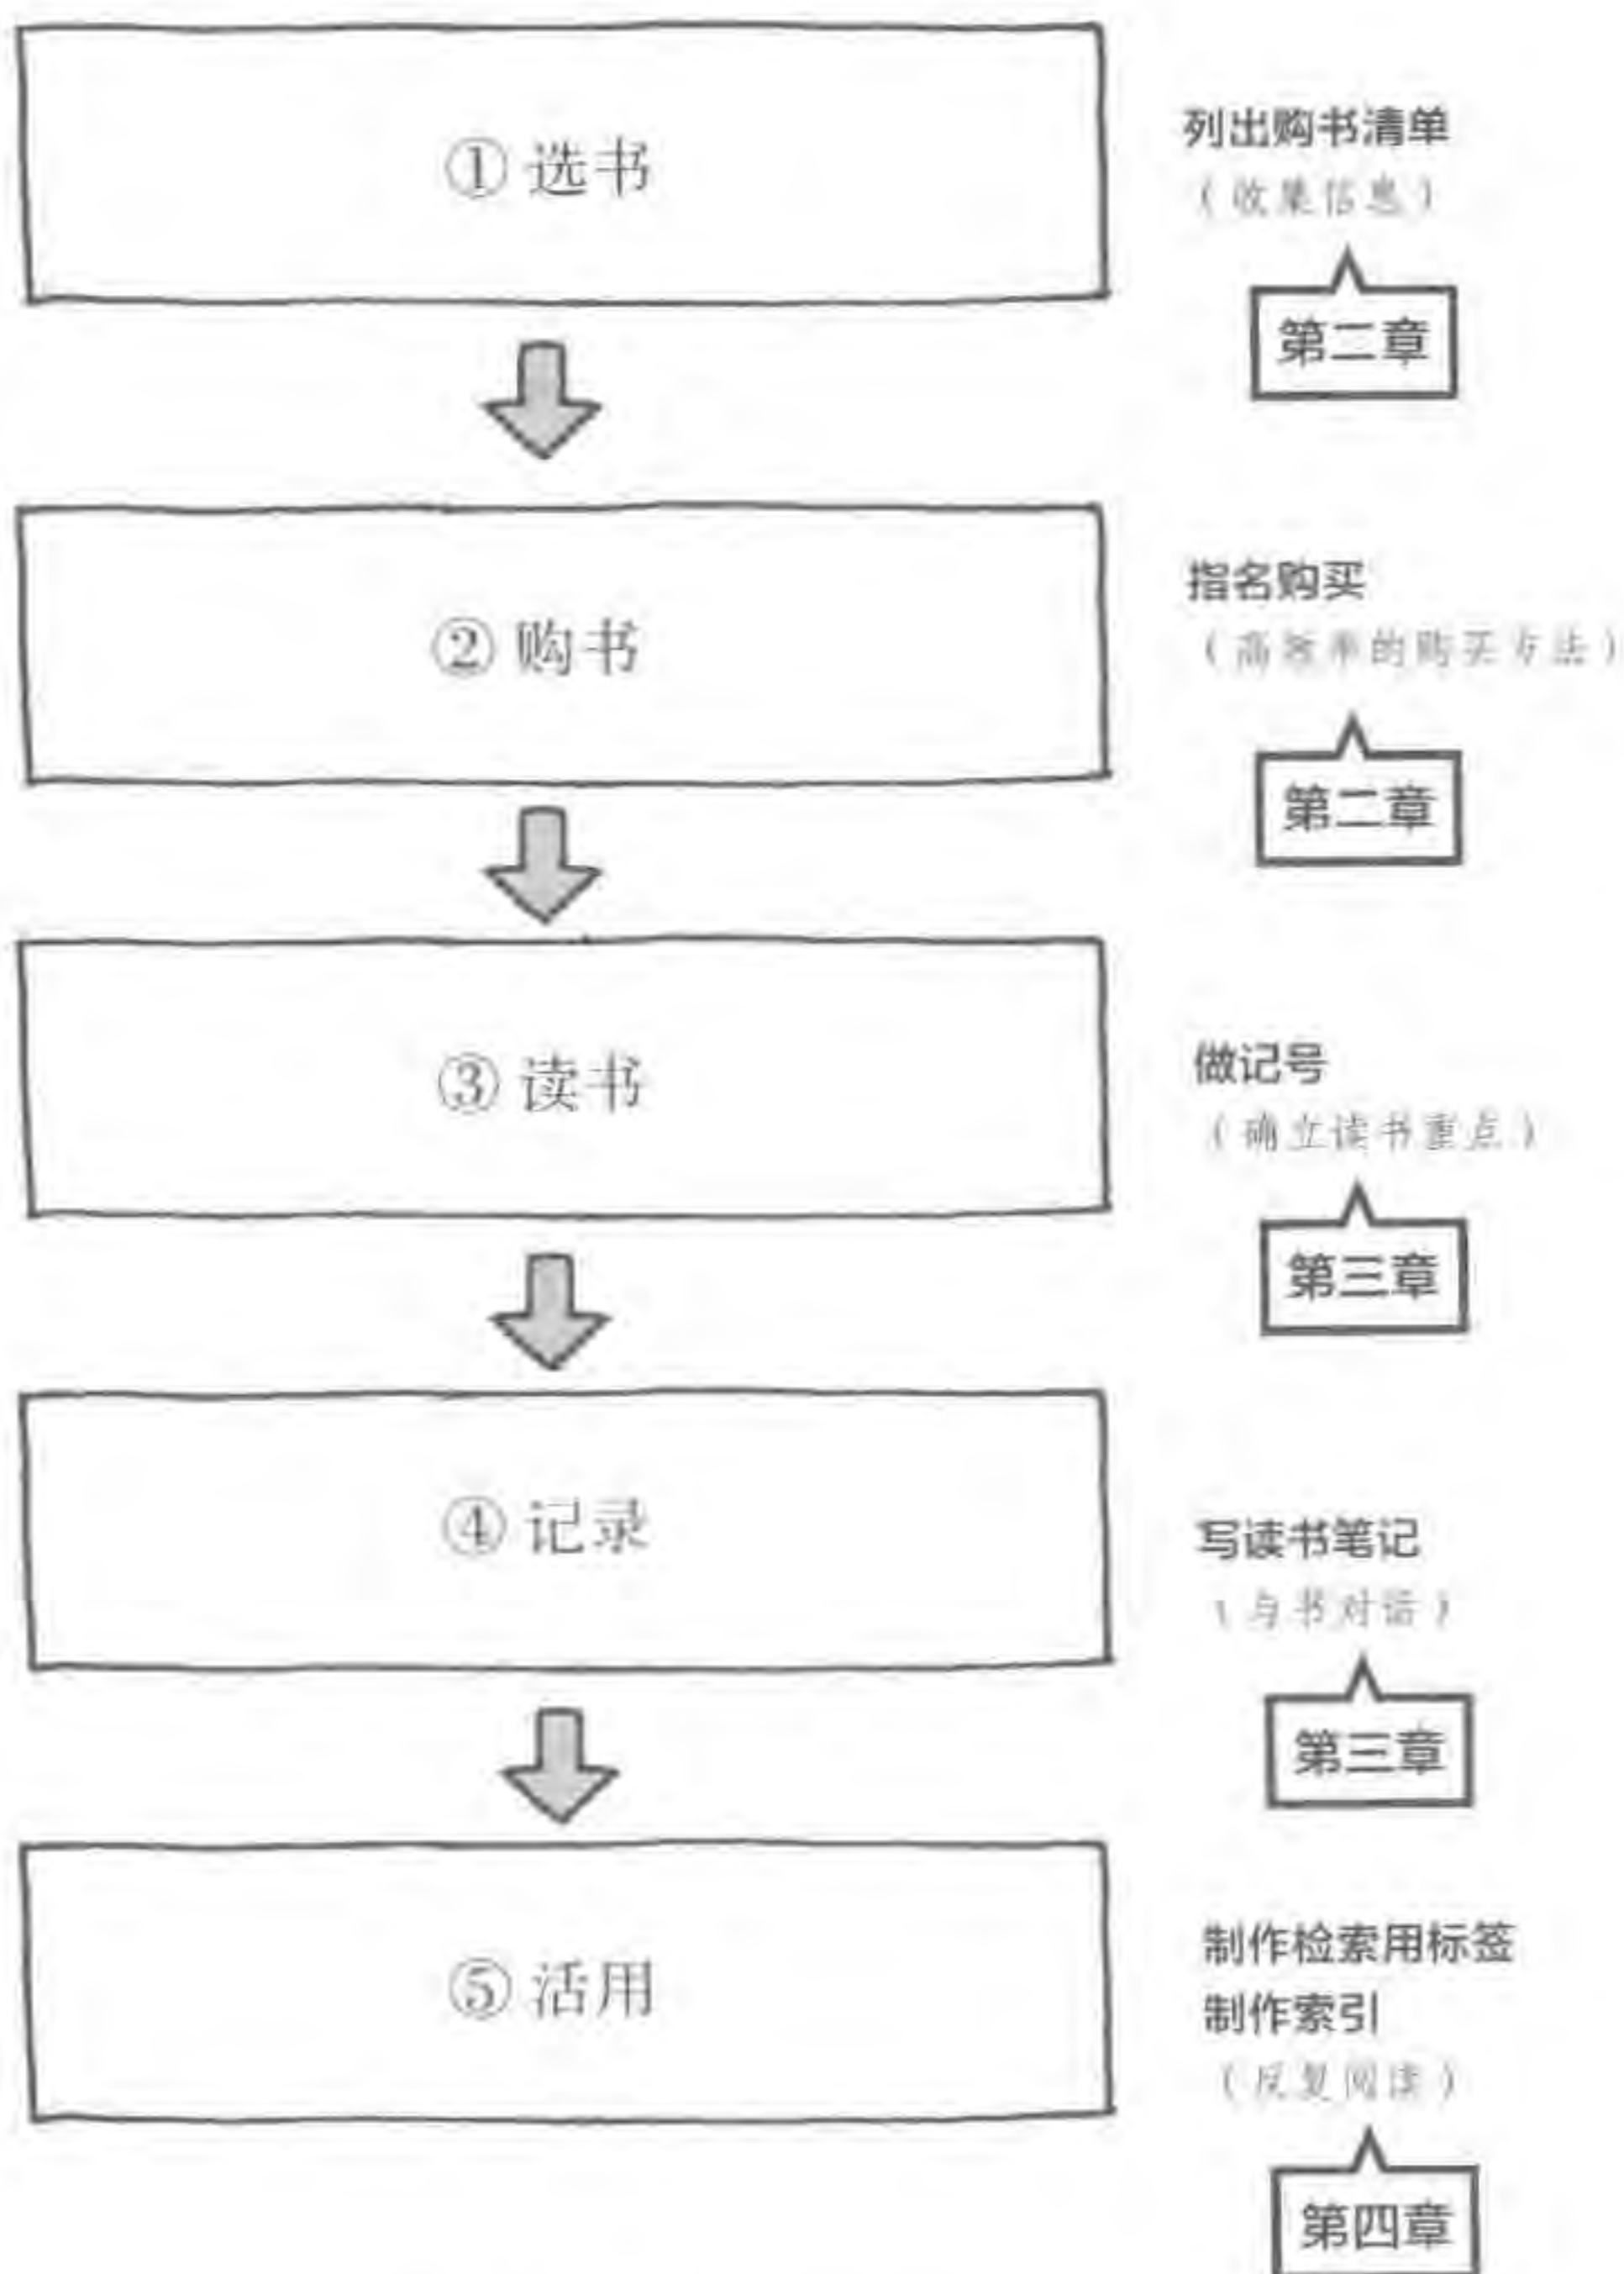 ① 选书
列出购书清单
（收集信息）
第二章
② 购书
指名购买
（高效率的购买方法）
第二章
③ 读书
做记号
（确立读书重点）
第三章
④ 记录
写读书笔记
（与书对话）
第三章
⑤ 活用
制作检索用标签
制作索引
（反复阅读）
第四章